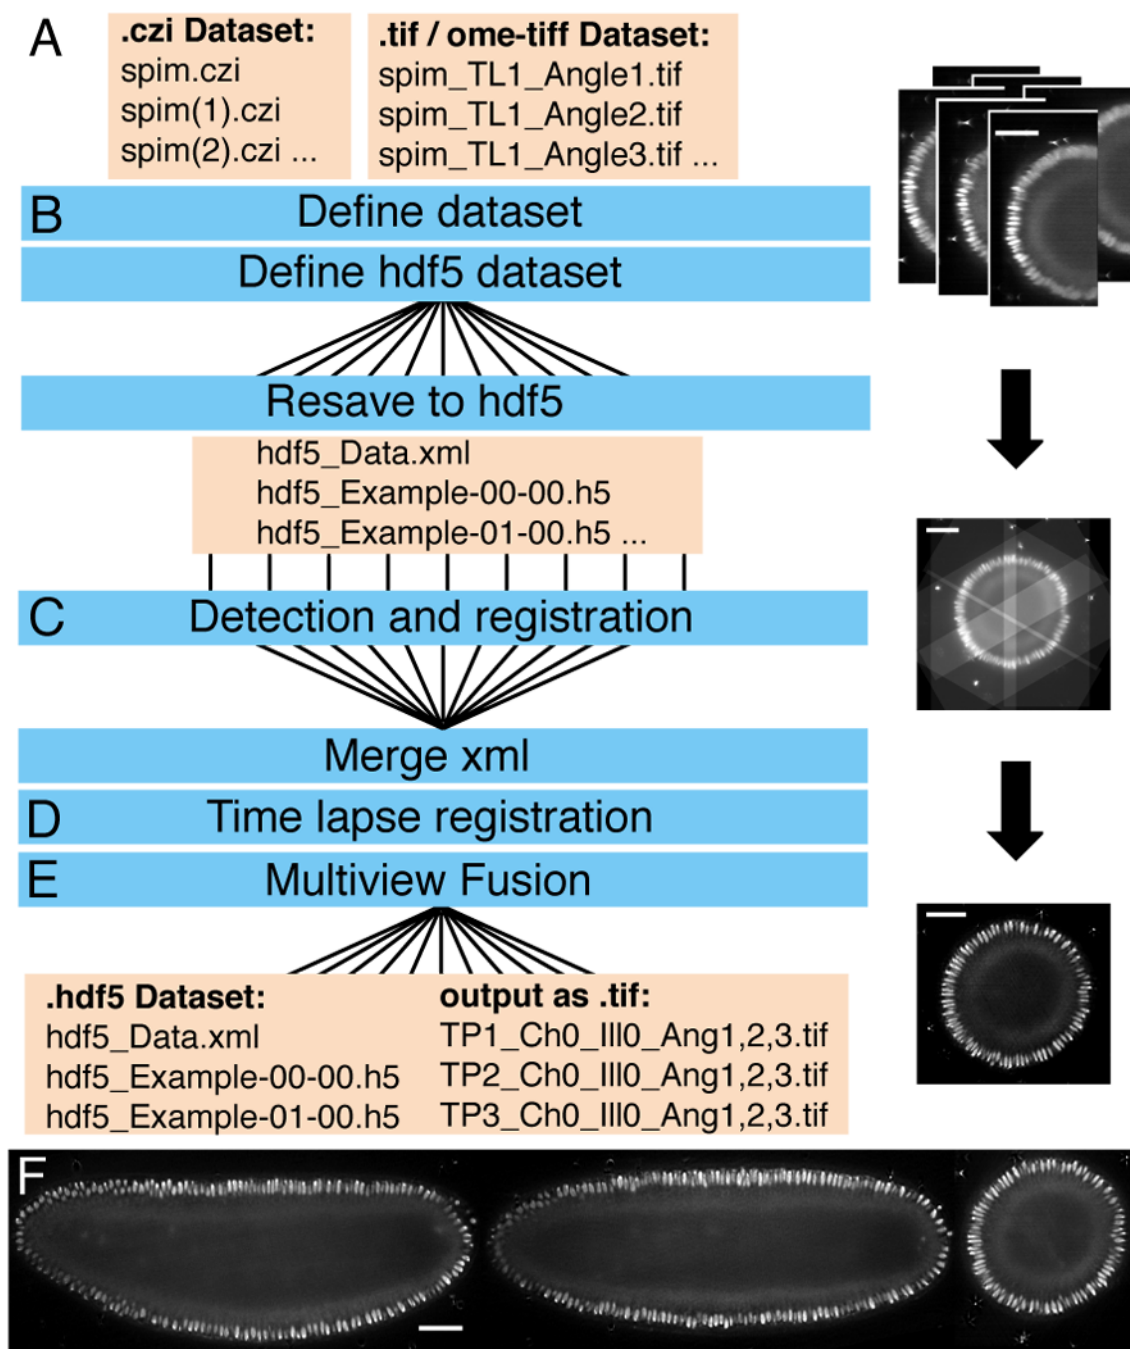 A
.czi Dataset:
spim.czi
spim(1).czi
spim(2).czi ...
.tif / ome-tiff Dataset:
spim_TL1_Angle1.tif
spim_TL1_Angle2.tif
spim_TL1_Angle3.tif ...
B
Define dataset
Define hdf5 dataset
Resave to hdf5
hdf5_Data.xml
hdf5_Example-00-00.h5
hdf5_Example-01-00.h5 ...
C
Detection and registration
Merge xml
D
Time lapse registration
E
Multiview Fusion
.hdf5 Dataset:
hdf5_Data.xml
hdf5_Example-00-00.h5
hdf5_Example-01-00.h5
output as .tif:
TP1_Ch0_Ill0_Ang1,2,3.tif
TP2_Ch0_Ill0_Ang1,2,3.tif
TP3_Ch0_Ill0_Ang1,2,3.tif
F